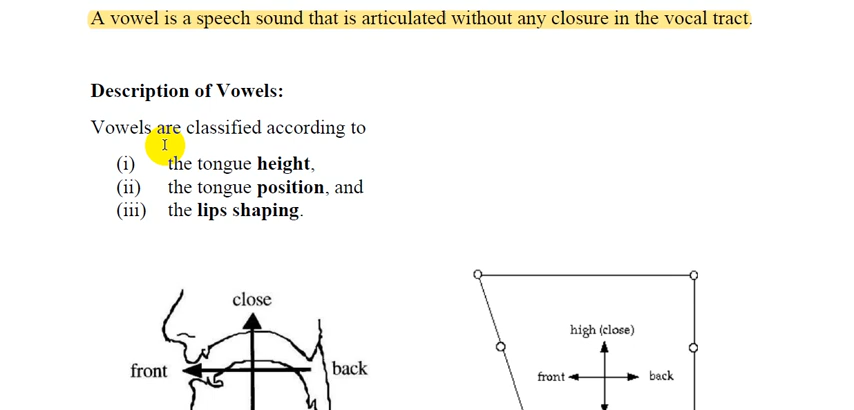 A vowel is a speech sound that is articulated without any closure in the vocal tract.
Description of Vowels:
Vowels are classified according to
(i) the tongue height,
(ii) the tongue position, and
(iii) the lips shaping.
close
front
back
high (close)
front
back